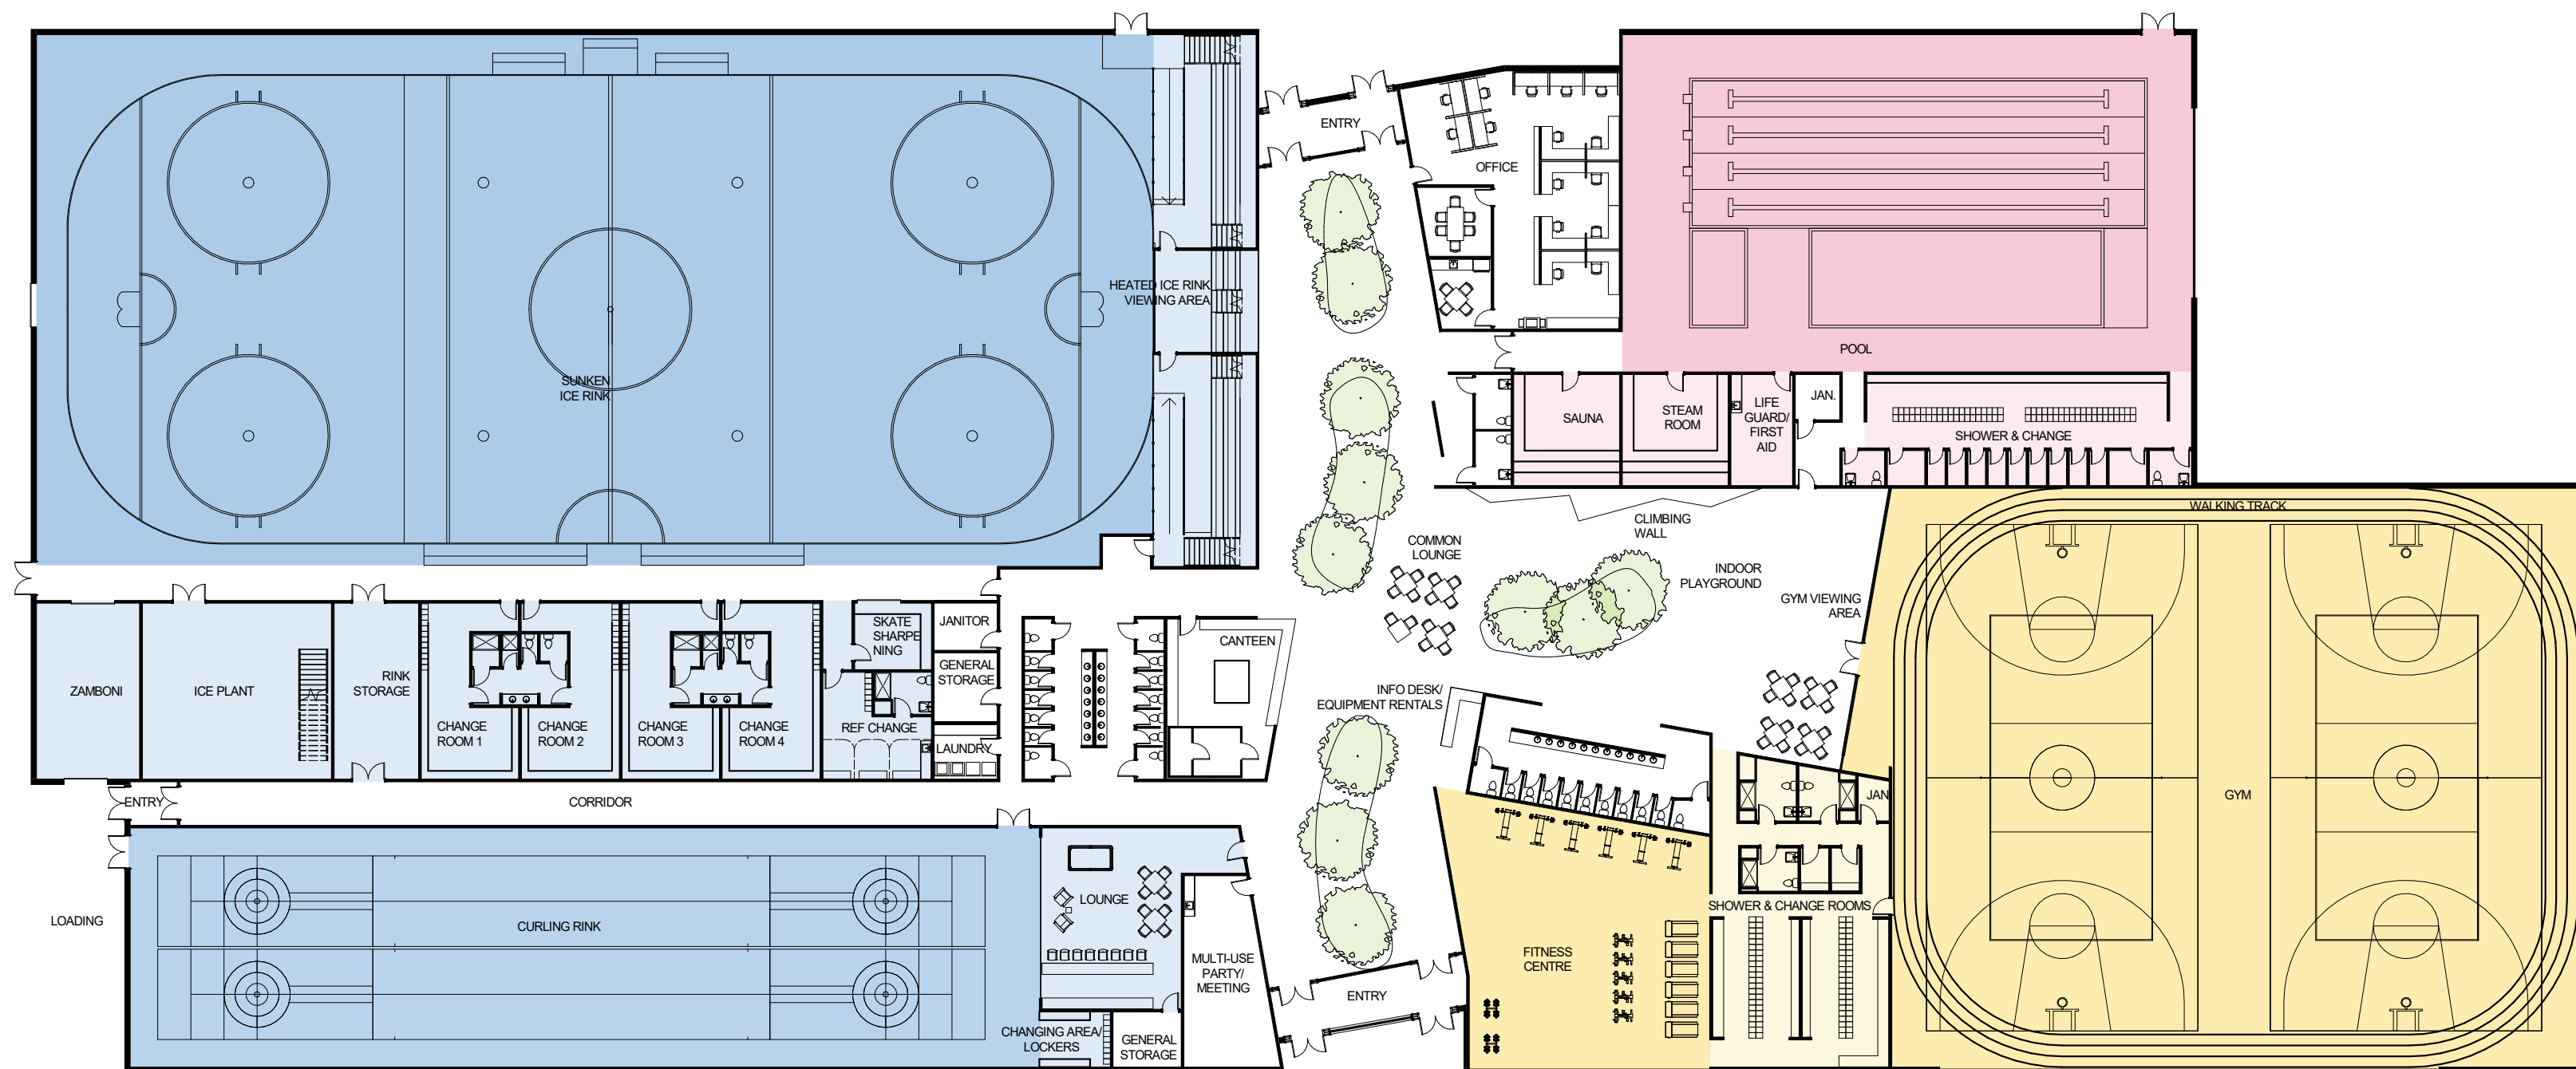 ENTRY
OFFICE
HEATED ICE RINK
VIEWING AREA
SUNKEN
ICE RINK
POOL
SAUNA
STEAM
ROOM
LIFE
GUARD/
FIRST
AID
JAN.
SHOWER & CHANGE
WALKING TRACK
CLIMBING
WALL
COMMON
LOUNGE
INDOOR
PLAYGROUND
GYM VIEWING
AREA
ZAMBONI
ICE PLANT
RINK
STORAGE
CHANGE
ROOM 1
CHANGE
ROOM 2
CHANGE
ROOM 3
CHANGE
ROOM 4
SKATE
SHARPE
NING
REF CHANGE
JANITOR
GENERAL
STORAGE
LAUNDRY
CANTEEN
INFO DESK/
EQUIPMENT RENTALS
JAN
GYM
ENTRY
CORRIDOR
LOADING
CURLING RINK
LOUNGE
MULTI-USE
PARTY/
MEETING
CHANGING AREA/
LOCKERS
GENERAL
STORAGE
ENTRY
FITNESS
CENTRE
SHOWER & CHANGE ROOMS